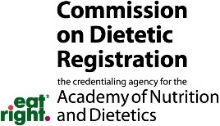 Commission
on Dietetic
Registration
the credentialing agency for the
eat Academy of Nutrition
right. and Dietetics